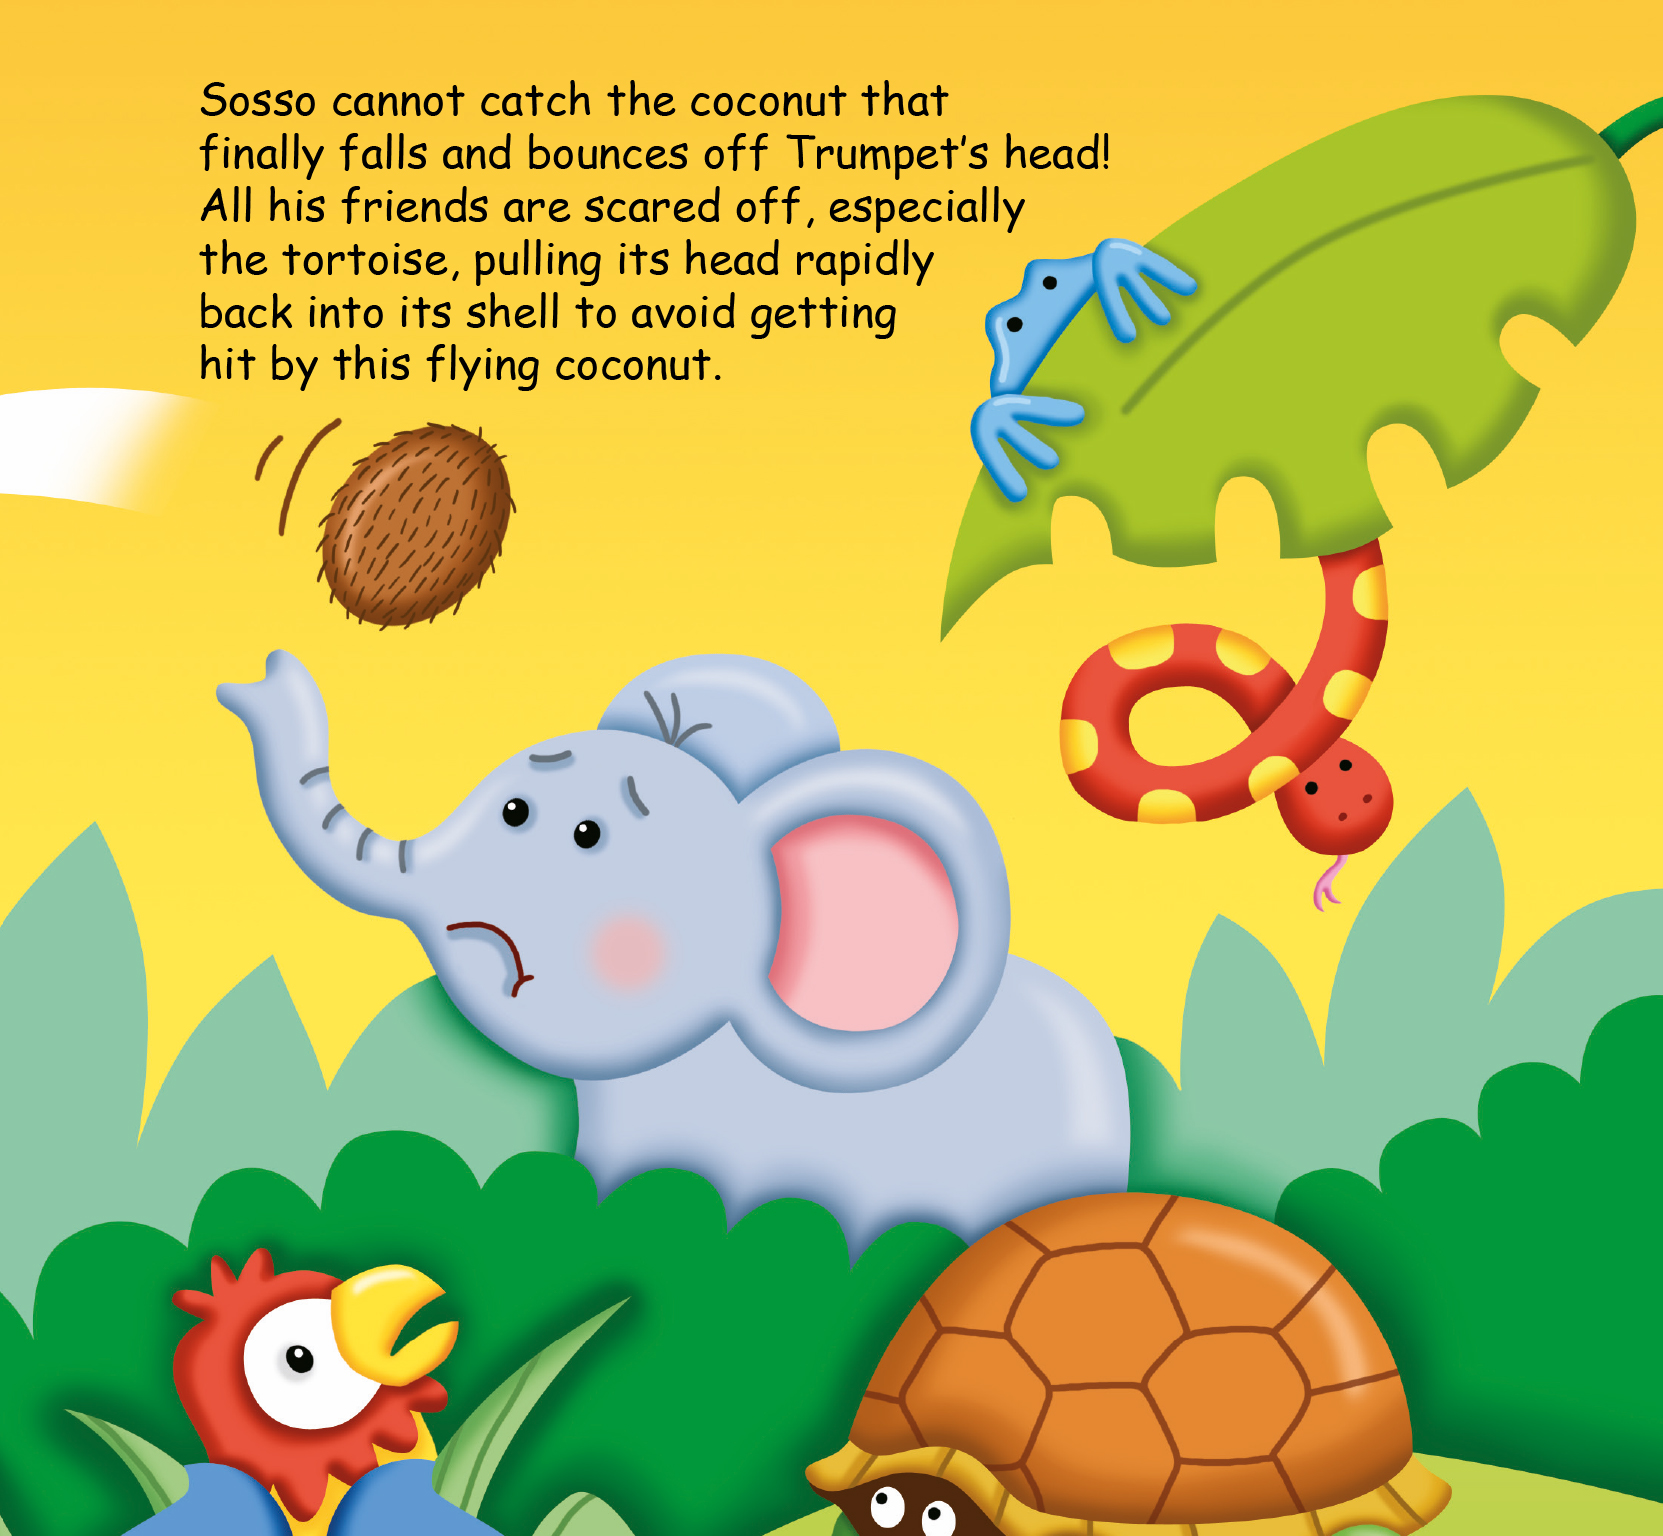 Sosso cannot catch the coconut that
finally falls and bounces off Trumpet's head!
All his friends are scared off, especially
the tortoise, pulling its head rapidly
back into its shell to avoid getting
hit by this flying coconut.